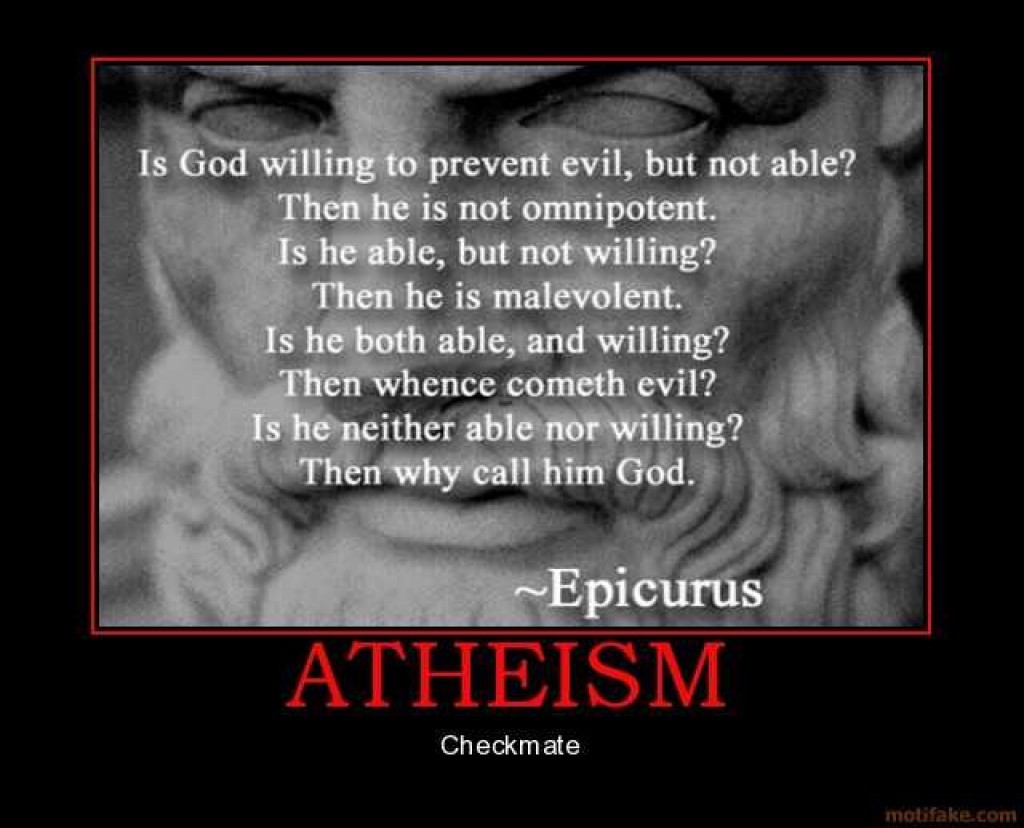 Is God willing to prevent evil, but not able?
Then he is not omnipotent.
Is he able, but not willing?
Then he is malevolent.
Is he both able, and willing?
Then whence cometh evil?
Is he neither able nor willing?
Then why call him God.
~Epicurus
ATHEISM
Checkmate
motifake.com